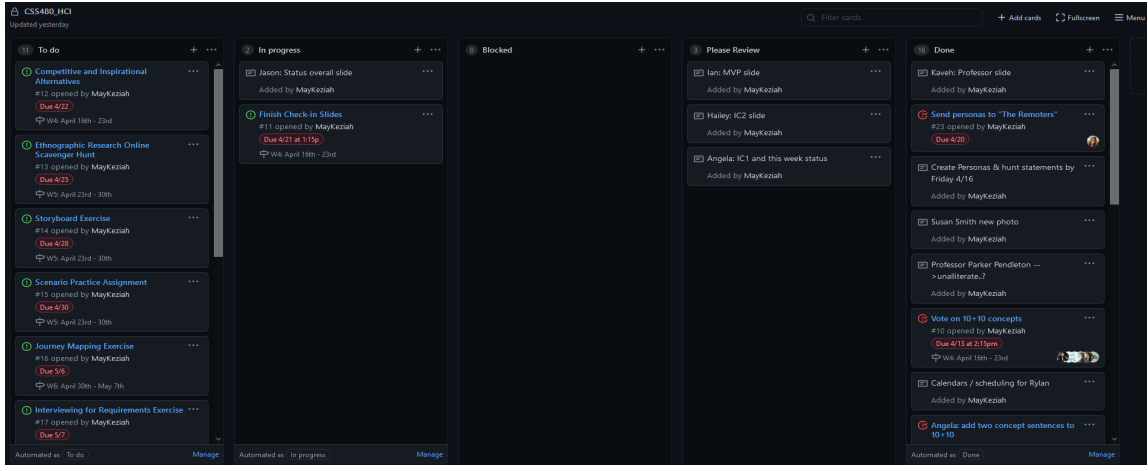 CSS480_HCI
Updated yesterday
Filter cards
+ Add cards
Fullscreen
Menu
11 To do
Competitive and Inspirational
Alternatives
#12 opened by MayKeziah
Due 4/22
W4: April 16th - 23rd
Ethnographic Research Online
Scavenger Hunt
#13 opened by MayKeziah
Due 4/25
W5: April 23rd - 30th
Storyboard Exercise
#14 opened by MayKeziah
Due 4/28
W5: April 23rd - 30th
Scenario Practice Assignment
#15 opened by MayKeziah
Due 4/30
W5: April 23rd - 30th
Journey Mapping Exercise
#16 opened by MayKeziah
Due 5/6
W6: April 30th - May 7th
Interviewing for Requirements Exercise
#17 opened by MayKeziah
Due 5/7
Automated as To do
Manage
2 In progress
Jason: Status overall slide
Added by MayKeziah
Finish Check-in Slides
#11 opened by MayKeziah
Due 4/21 at 1:15p
W4: April 16th - 23rd
Automated as In progress
Manage
0 Blocked
3 Please Review
Ian: MVP slide
Added by MayKeziah
Hailey: IC2 slide
Added by MayKeziah
Angela: IC1 and this week status
Added by MayKeziah
16 Done
Kaveh: Professor slide
Added by MayKeziah
Send personas to "The Remoters"
#23 opened by MayKeziah
Due 4/20
Create Personas & hunt statements by
Friday 4/16
Added by MayKeziah
Susan Smith new photo
Added by MayKeziah
Professor Parker Pendleton --
>unalliterate..?
Added by MayKeziah
Vote on 10+10 concepts
#10 opened by MayKeziah
Due 4/13 at 2:15pm
W4: April 16th - 23rd
Calendars / scheduling for Rylan
Added by MayKeziah
Angela: add two concept sentences to
10+10
Automated as Done
Manage